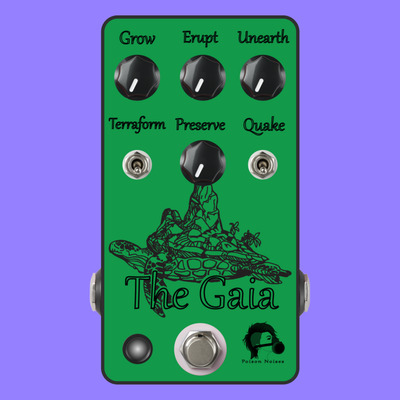 Grow Erupt Unearth
Terraform Preserve Quake
The Gaia
Poison Noises